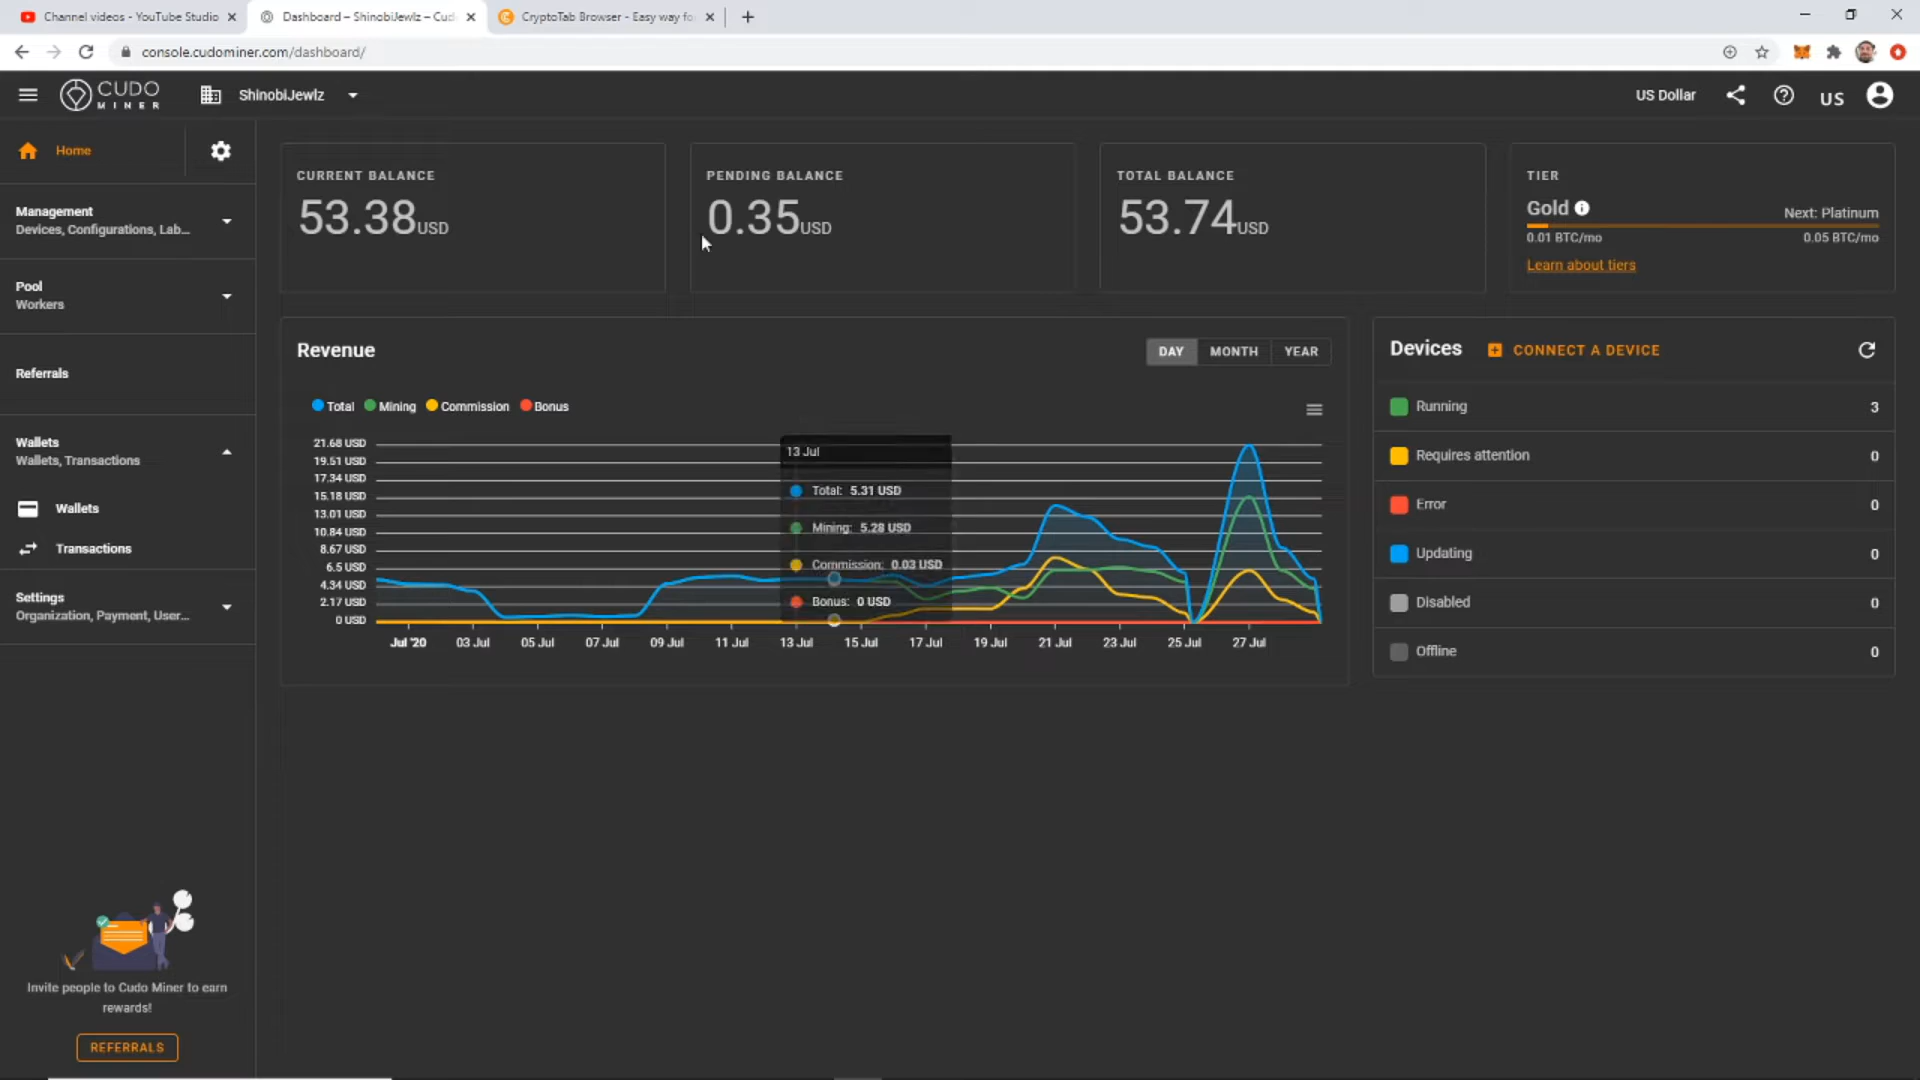 Channel videos - YouTube Studio
Dashboard – ShinobiJewlz – Cud
CryptoTab Browser - Easy way fo
console.cudominer.com/dashboard/
CUDO
MINER
ShinobiJewlz
US Dollar
US
Home
Management
Devices, Configurations, Lab...
Pool
Workers
Referrals
Wallets
Wallets, Transactions
Wallets
Transactions
Settings
Organization, Payment, User...
Invite people to Cudo Miner to earn
rewards!
REFERRALS
CURRENT BALANCE
53.38USD
PENDING BALANCE
0.35USD
TOTAL BALANCE
53.74USD
TIER
Gold
Next: Platinum
0.01 BTC/mo
0.05 BTC/mo
Learn about tiers
Revenue
DAY MONTH YEAR
Total Mining Commission Bonus
21.68 USD
19.51 USD
17.34 USD
15.18 USD
13.01 USD
10.84 USD
8.67 USD
6.5 USD
4.34 USD
2.17 USD
0 USD
13 Jul
Total: 5.31 USD
Mining: 5.28 USD
Commission: 0.03 USD
Bonus: 0 USD
Jul '20 03 Jul 05 Jul 07 Jul 09 Jul 11 Jul 13 Jul 15 Jul 17 Jul 19 Jul 21 Jul 23 Jul 25 Jul 27 Jul
Devices
CONNECT A DEVICE
Running 3
Requires attention 0
Error 0
Updating 0
Disabled 0
Offline 0